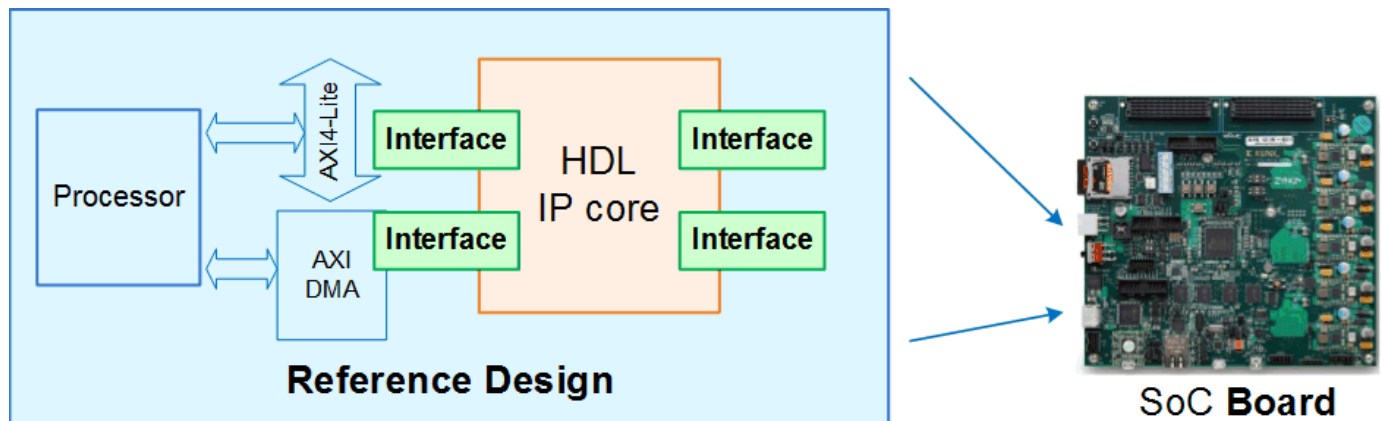 Processor
AXI4-Lite
AXI
DMA
Interface
Interface
HDL
IP core
Interface
Interface
Reference Design
SoC Board